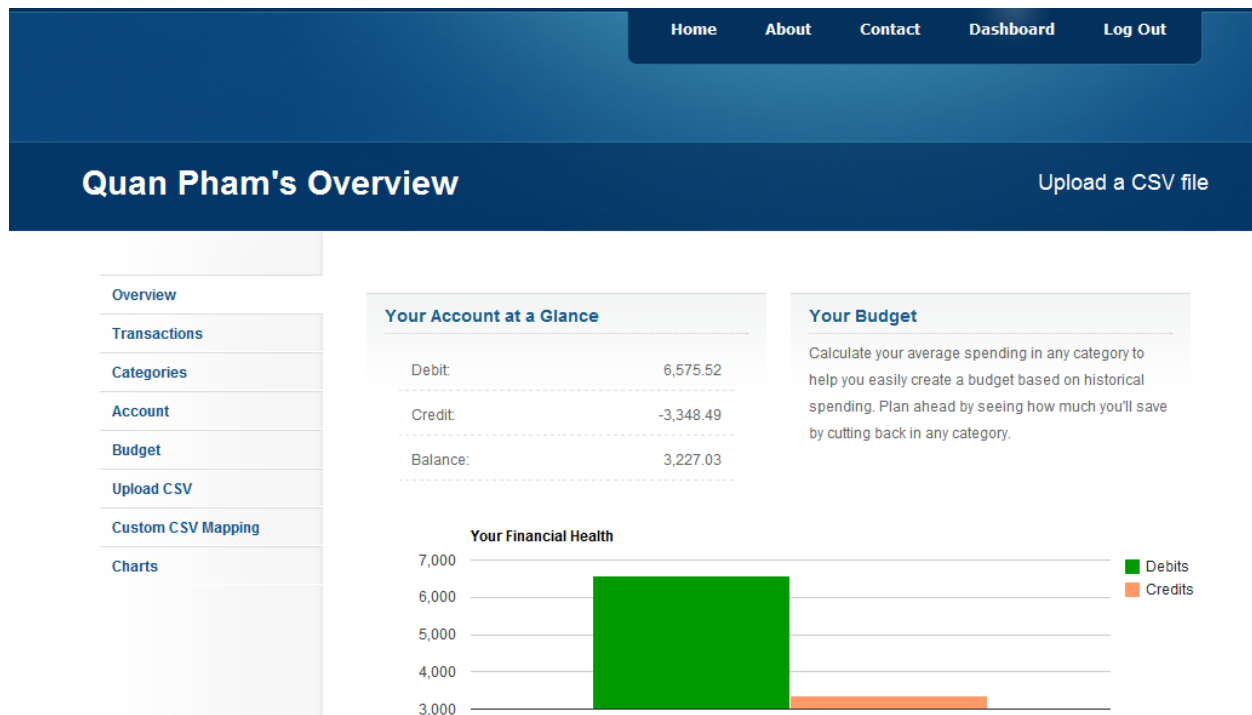 Home About Contact Dashboard Log Out
Quan Pham's Overview
Upload a CSV file
Overview
Transactions
Categories
Account
Budget
Upload CSV
Custom CSV Mapping
Charts
Your Account at a Glance
Debit: 6,575.52
Credit: -3,348.49
Balance: 3,227.03
Your Budget
Calculate your average spending in any category to
help you easily create a budget based on historical
spending. Plan ahead by seeing how much you'll save
by cutting back in any category.
Your Financial Health
7,000
6,000
5,000
4,000
3,000
Debits
Credits